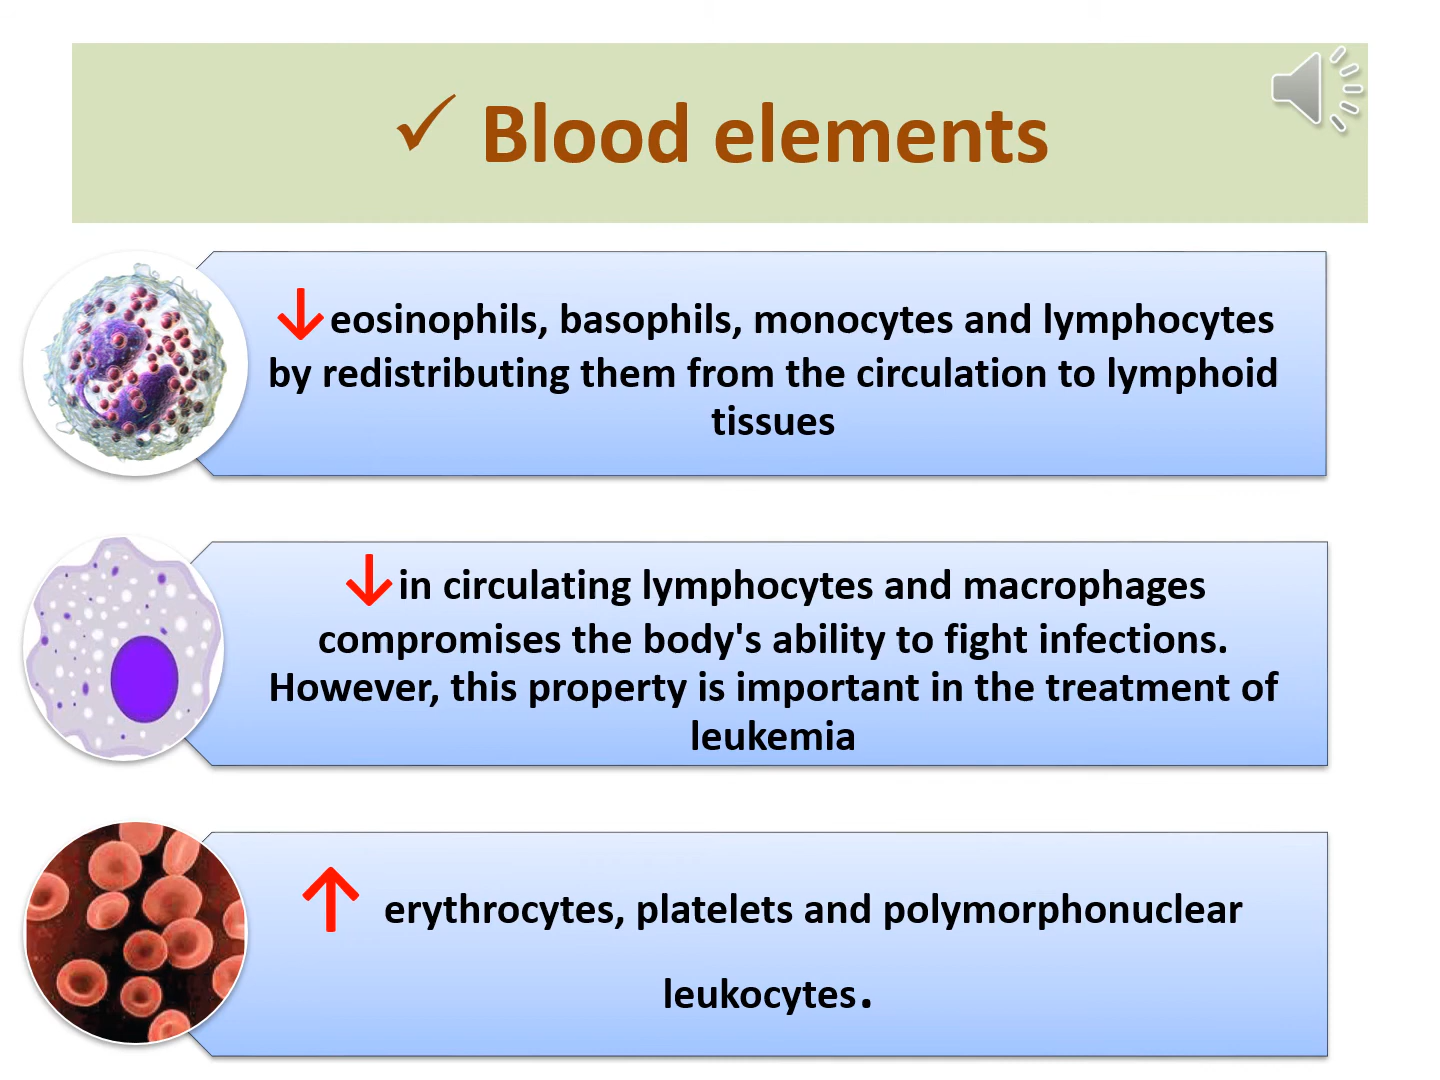 ✓ Blood elements
↓eosinophils, basophils, monocytes and lymphocytes
by redistributing them from the circulation to lymphoid
tissues
↓in circulating lymphocytes and macrophages
compromises the body's ability to fight infections.
However, this property is important in the treatment of
leukemia
↑ erythrocytes, platelets and polymorphonuclear
leukocytes.